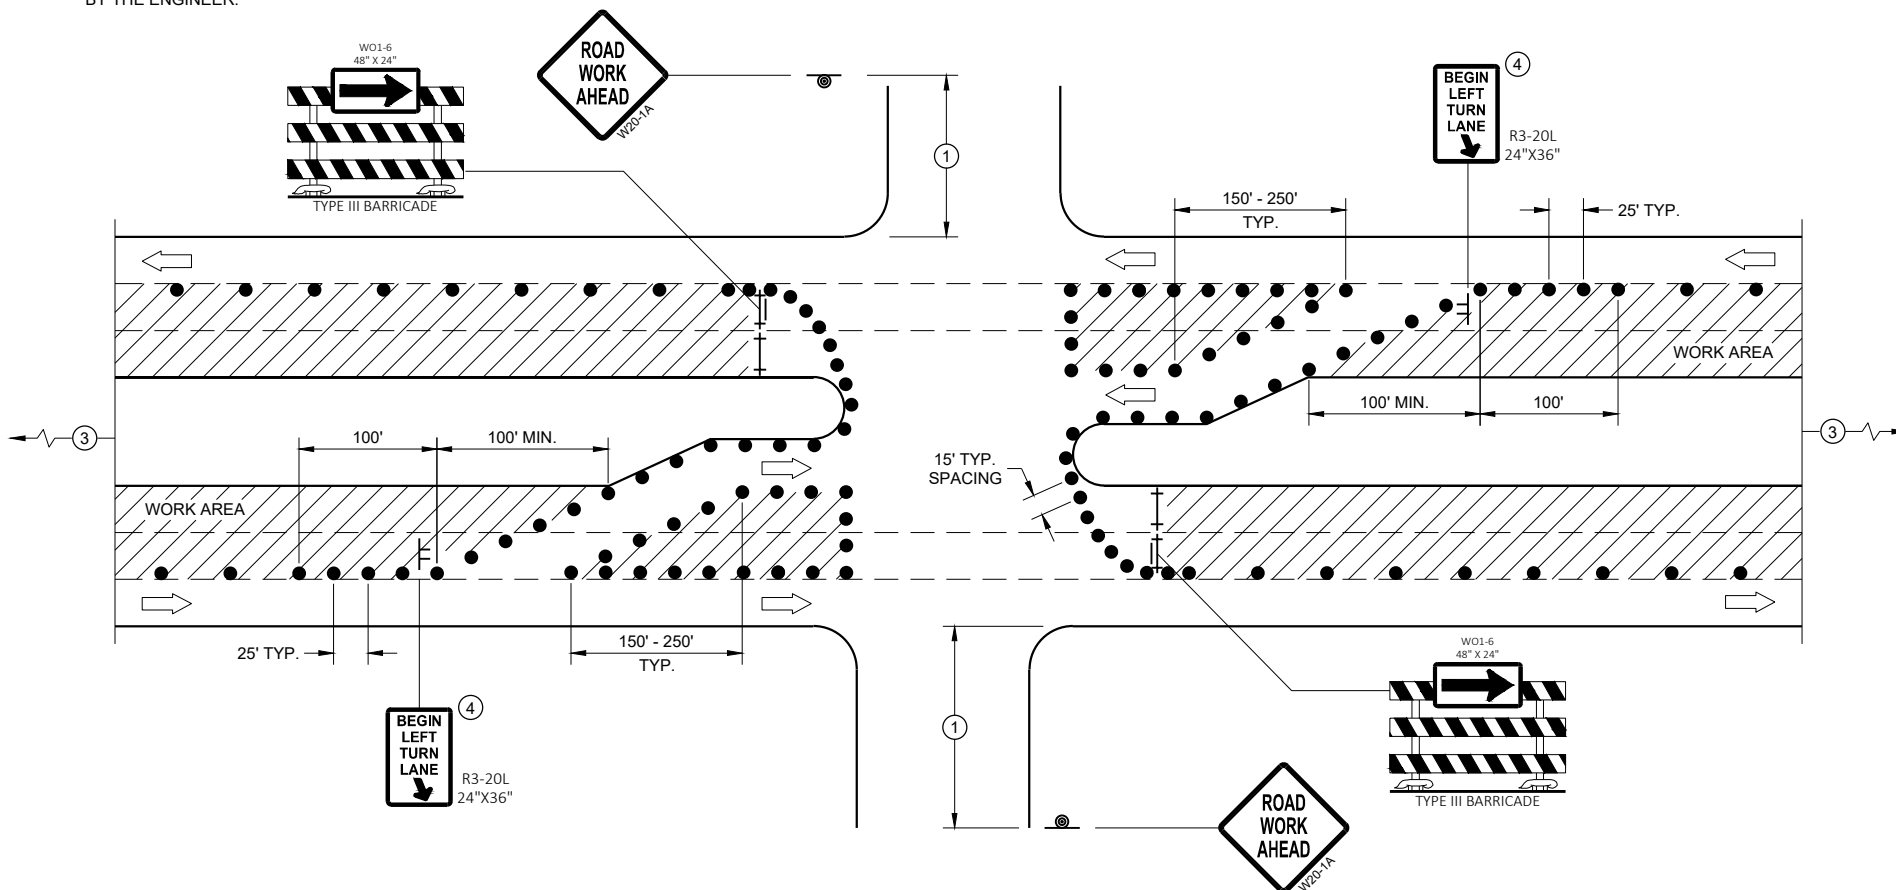 BY THE ENGINEER.
WO1-6
48" X 24"
TYPE III BARRICADE
ROAD
WORK
AHEAD
W20-1A
1
BEGIN
LEFT
TURN
LANE
4
R3-20L
24"X36"
150' - 250'
TYP.
25' TYP.
WORK AREA
100' MIN.
100'
3
3
100'
100' MIN.
15' TYP.
SPACING
WORK AREA
25' TYP.
150' - 250'
TYP.
BEGIN
LEFT
TURN
LANE
4
R3-20L
24"X36"
1
WO1-6
48" X 24"
TYPE III BARRICADE
ROAD
WORK
AHEAD
W20-1A